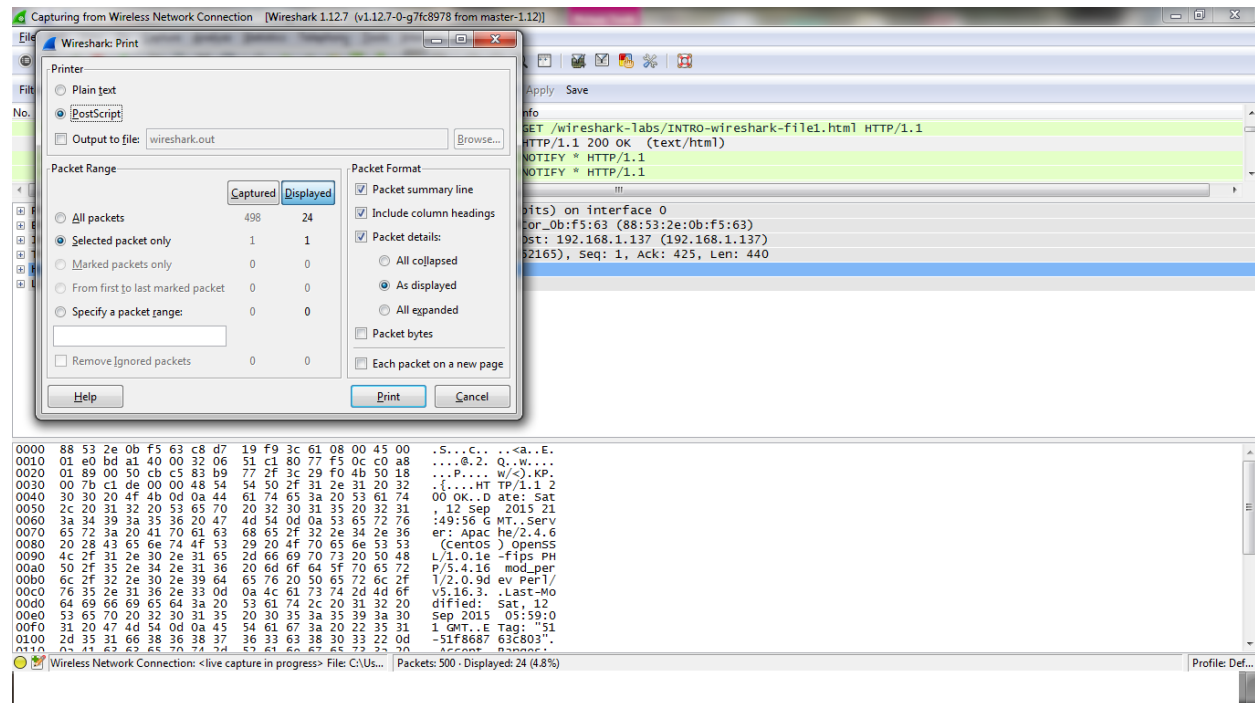 Capturing from Wireless Network Connection [Wireshark 1.12.7 (v1.12.7-0-g7fc8978 from master-1.12)]
File
Wireshark: Print
Printer
Plain text
PostScript
Output to file: wireshark.out Browse...
Packet Range
Captured Displayed
All packets 498 24
Selected packet only 1 1
Marked packets only 0 0
From first to last marked packet 0 0
Specify a packet range: 0 0
Remove Ignored packets 0 0
Packet Format
Packet summary line
Include column headings
Packet details:
All collapsed
As displayed
All expanded
Packet bytes
Each packet on a new page
Help Print Cancel
Filt Apply Save
No. nfo
GET /wireshark-labs/INTRO-wireshark-file1.html HTTP/1.1
HTTP/1.1 200 OK (text/html)
NOTIFY * HTTP/1.1
NOTIFY * HTTP/1.1
bits) on interface 0
or_0b:f5:63 (88:53:2e:0b:f5:63)
ost: 192.168.1.137 (192.168.1.137)
52165), Seq: 1, Ack: 425, Len: 440
0000 88 53 2e 0b f5 63 c8 d7 19 f9 3c 61 08 00 45 00 .S...c.. ..<a..E.
0010 01 e0 bd a1 40 00 32 06 51 c1 80 77 f5 0c c0 a8 ....@.2. Q..w....
0020 01 89 00 50 cb c5 83 b9 77 2f 3c 29 f0 4b 50 18 ...P.... w/<).KP.
0030 00 7b c1 de 00 00 48 54 54 50 2f 31 2e 31 20 32 .{....HT TP/1.1 2
0040 30 30 20 4f 4b 0d 0a 44 61 74 65 3a 20 53 61 74 00 OK..D ate: Sat
0050 2c 20 31 32 20 53 65 70 20 32 30 31 35 20 32 31 , 12 Sep 2015 21
0060 3a 34 39 3a 35 36 20 47 4d 54 0d 0a 53 65 72 76 :49:56 G MT..Serv
0070 65 72 3a 20 41 70 61 63 68 65 2f 32 2e 34 2e 36 er: Apac he/2.4.6
0080 20 28 43 65 6e 74 4f 53 29 20 4f 70 65 6e 53 53 (CentOS ) OpenSS
0090 4c 2f 31 2e 30 2e 31 65 2d 66 69 70 73 20 50 48 L/1.0.1e -fips PH
00a0 50 2f 35 2e 34 2e 31 36 20 6d 6f 64 5f 70 65 72 P/5.4.16 mod_per
00b0 6c 2f 32 2e 30 2e 39 64 65 76 20 50 65 72 6c 2f l/2.0.9d ev Perl/
00c0 76 35 2e 31 36 2e 33 0d 0a 4c 61 73 74 2d 4d 6f v5.16.3. .Last-Mo
00d0 64 69 66 69 65 64 3a 20 53 61 74 2c 20 31 32 20 dified: Sat, 12
00e0 53 65 70 20 32 30 31 35 20 30 35 3a 35 39 3a 30 Sep 2015 05:59:0
00f0 31 20 47 4d 54 0d 0a 45 54 61 67 3a 20 22 35 31 1 GMT..E Tag: "51
0100 2d 35 31 66 38 36 38 37 36 33 63 38 30 33 22 0d -51f8687 63c803".
0110 0a 41 63 63 65 70 74 2d 52 61 6e 67 65 73 3a 20 .Accept- Ranges:
Wireless Network Connection: <live capture in progress> File: C:\Us... Packets: 500 · Displayed: 24 (4.8%) Profile: Def...